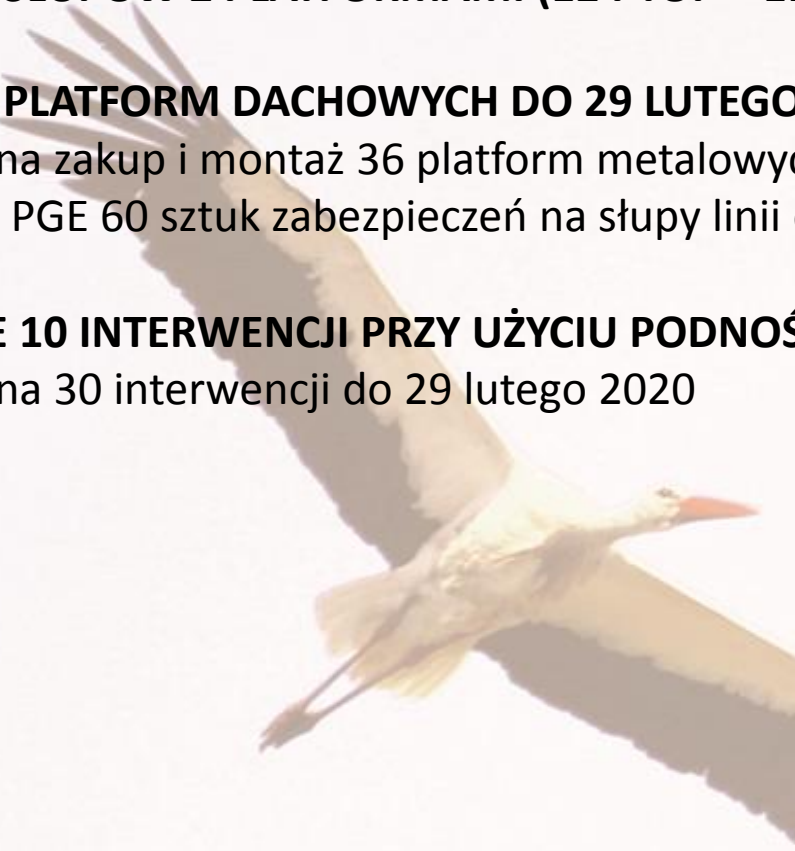 PLATFORM DACHOWYCH DO 29 LUTEGO
na zakup i montaż 36 platform metalowyc
PGE 60 sztuk zabezpieczeń na słupy linii
E 10 INTERWENCJI PRZY UŻYCIU PODNOŚ
na 30 interwencji do 29 lutego 2020